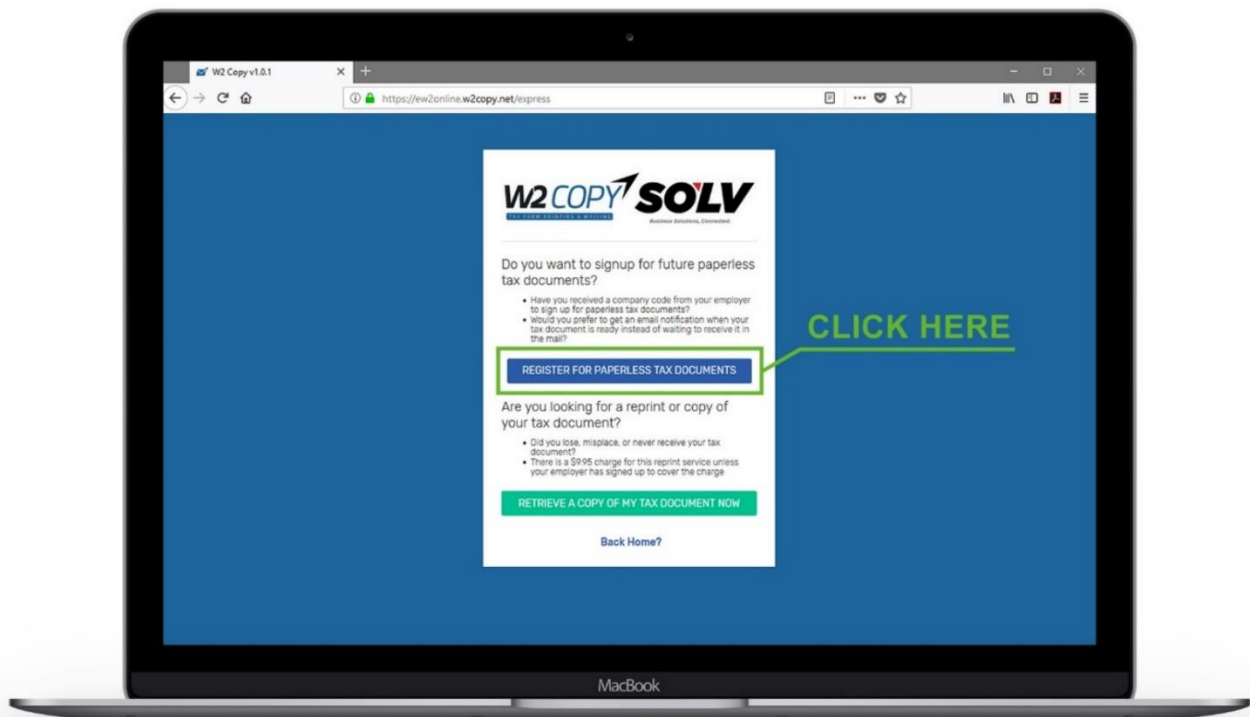 W2 Copy v1.0.1
https://ew2online.w2copy.net/express
W2 COPY SOLV
TAX FORM PRINTING & MAILING
Business Solutions, Connected.
Do you want to signup for future paperless
tax documents?
• Have you received a company code from your employer
to sign up for paperless tax documents?
• Would you prefer to get an email notification when your
tax document is ready instead of waiting to receive it in
the mail?
CLICK HERE
REGISTER FOR PAPERLESS TAX DOCUMENTS
Are you looking for a reprint or copy of
your tax document?
• Did you lose, misplace, or never receive your tax
document?
• There is a $9.95 charge for this reprint service unless
your employer has signed up to cover the charge
RETRIEVE A COPY OF MY TAX DOCUMENT NOW
Back Home?
MacBook